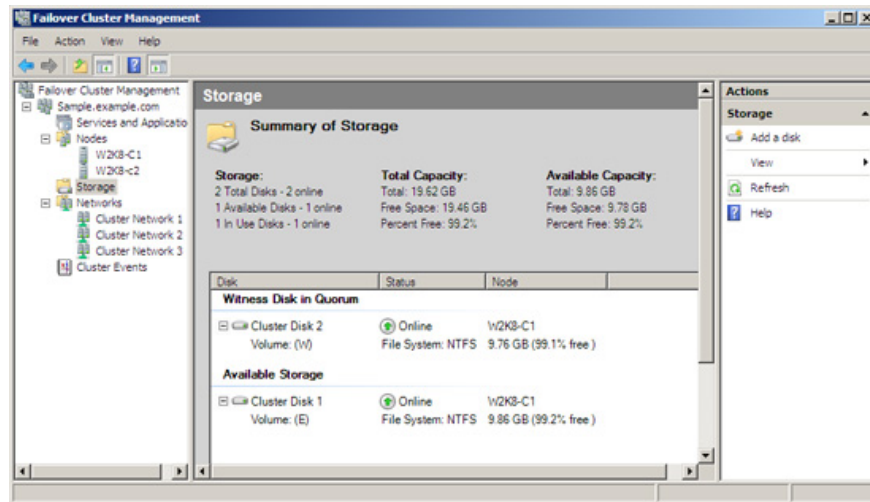 Failover Cluster Management
File Action View Help
Failover Cluster Management
Sample.example.com
Services and Applicatio
Nodes
W2K8-C1
W2K8-c2
Storage
Networks
Cluster Network 1
Cluster Network 2
Cluster Network 3
Cluster Events
Storage
Summary of Storage
Storage: Total Capacity: Available Capacity:
2 Total Disks - 2 online Total: 19.62 GB Total: 9.86 GB
1 Available Disks - 1 online Free Space: 19.46 GB Free Space: 9.78 GB
1 In Use Disks - 1 online Percent Free: 99.2% Percent Free: 99.2%
Disk Status Node
Witness Disk in Quorum
Cluster Disk 2 Online W2K8-C1
Volume: (W) File System: NTFS 9.76 GB (99.1% free )
Available Storage
Cluster Disk 1 Online W2K8-C1
Volume: (E) File System: NTFS 9.86 GB (99.2% free )
Actions
Storage
Add a disk
View
Refresh
Help